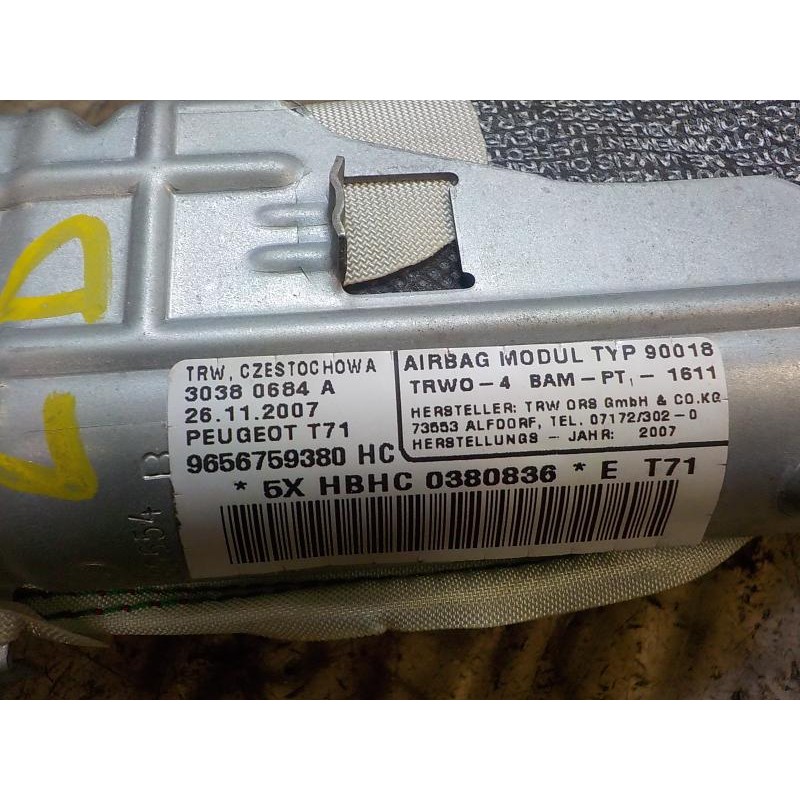 TRW, CZESTOCHOWA
3038 0684 A
26.11.2007
PEUGEOT T71
9656759380 HC
AIRBAG MODUL TYP 90018
TRWO-4 BAM-PT, - 1611
HERSTELLER: TRW ORS GmbH & CO.KG
73553 ALFDORF, TEL. 07172/302-0
HERSTELLUNGS - JAHR: 2007
* 5X HBHC 0380836 * E T71